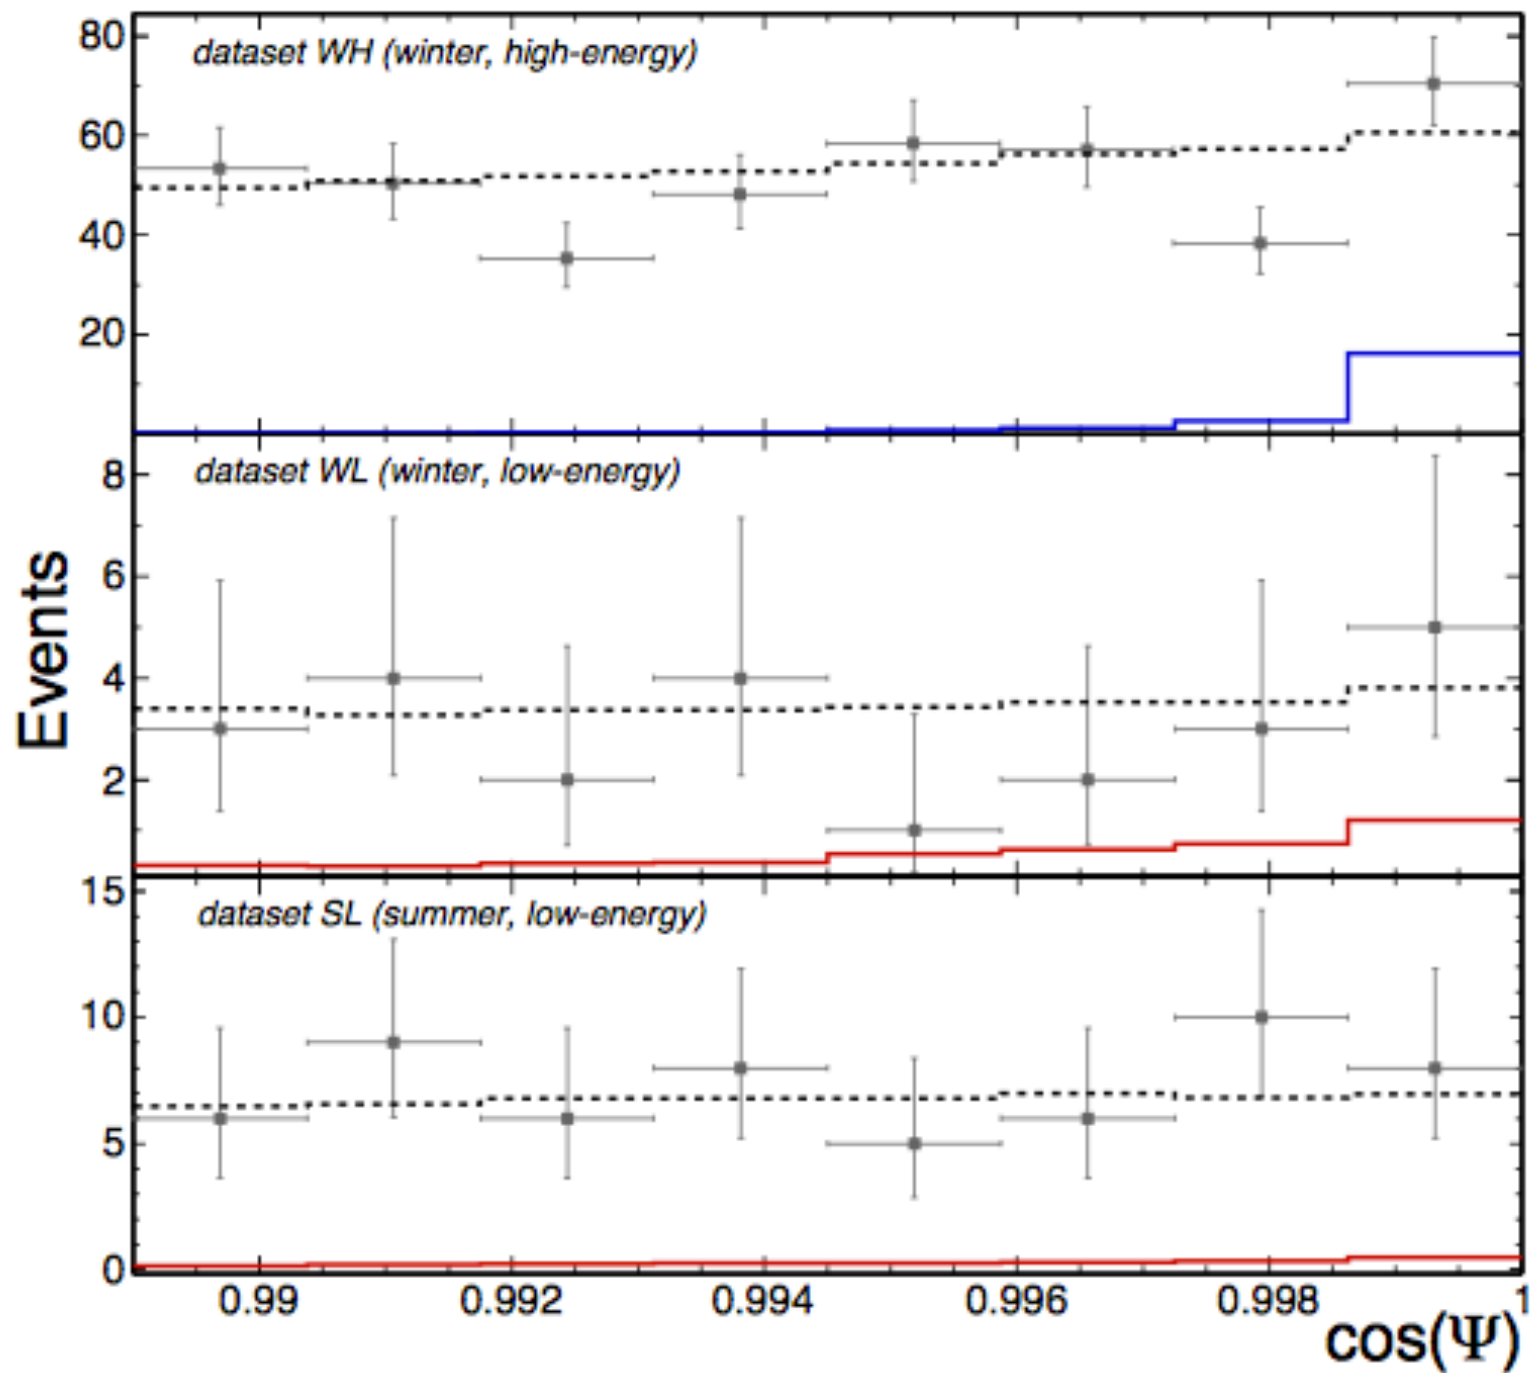 80
dataset WH (winter, high-energy)
60
40
20
8
dataset WL (winter, low-energy)
6
4
2
Events
15
dataset SL (summer, low-energy)
10
5
0
0.99 0.992 0.994 0.996 0.998 1
cos(Ψ)